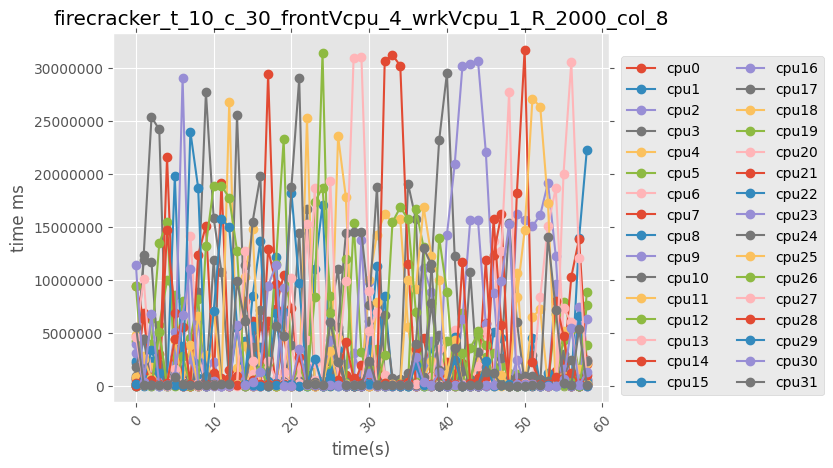 firecracker_t_10_c_30_frontVcpu_4_wrkVcpu_1_R_2000_col_8
time ms
30000000
25000000
20000000
15000000
10000000
5000000
0
0
10
20
30
40
50
60
time(s)
cpu0
cpu1
cpu2
cpu3
cpu4
cpu5
cpu6
cpu7
cpu8
cpu9
cpu10
cpu11
cpu12
cpu13
cpu14
cpu15
cpu16
cpu17
cpu18
cpu19
cpu20
cpu21
cpu22
cpu23
cpu24
cpu25
cpu26
cpu27
cpu28
cpu29
cpu30
cpu31